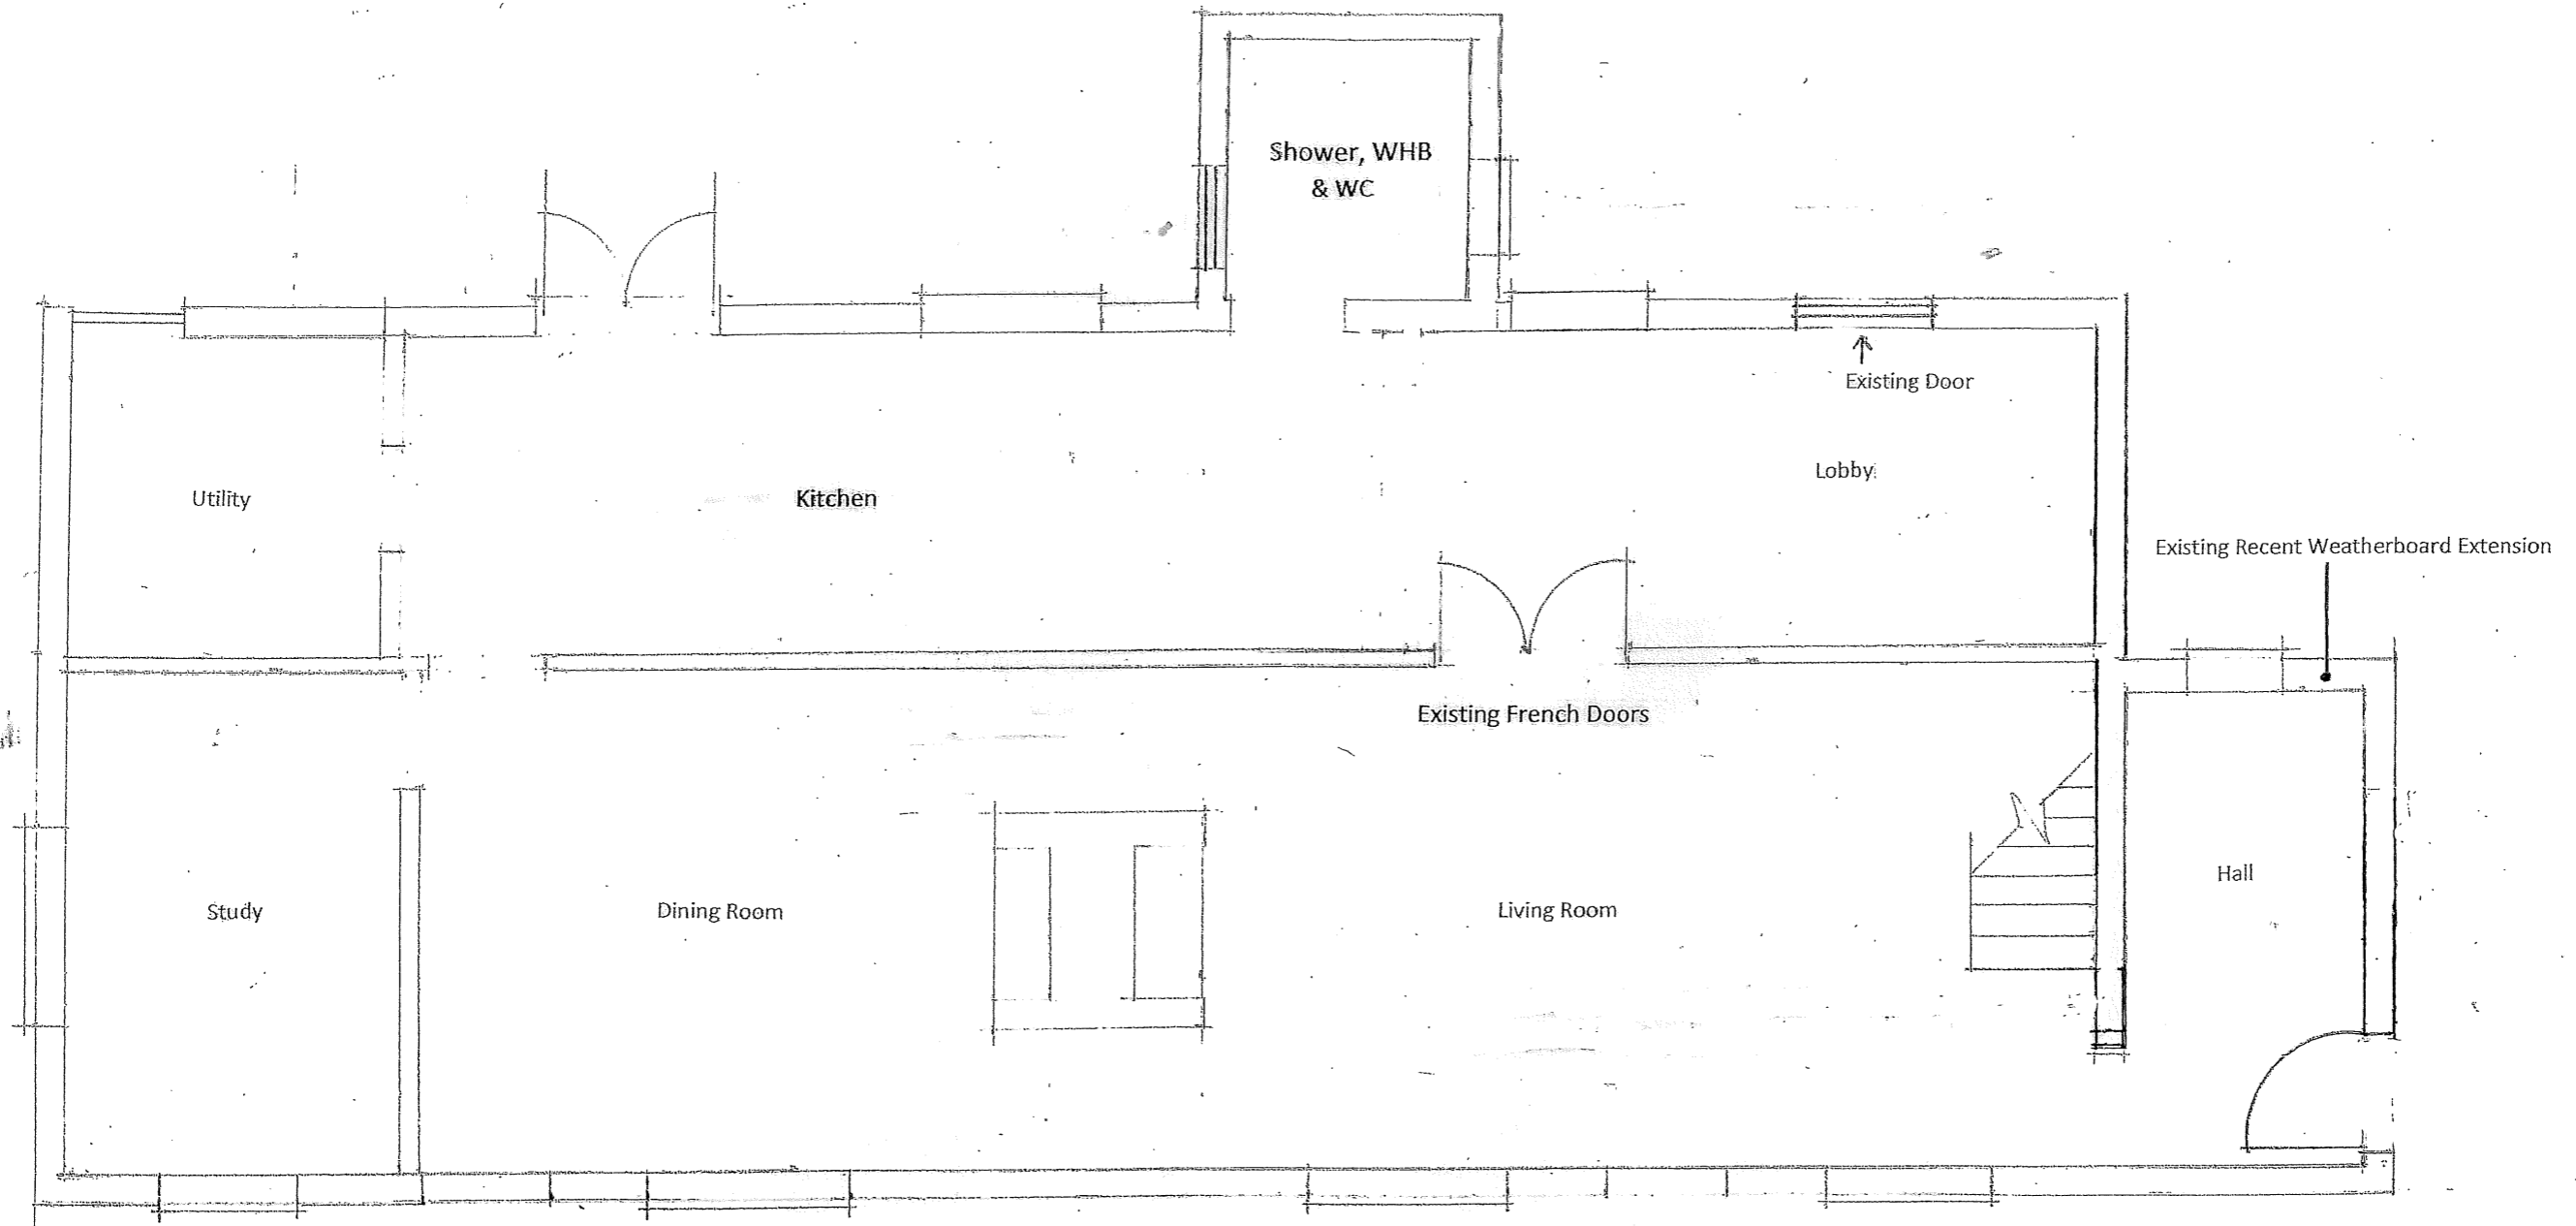 Shower, WHB
& WC
Existing Door
Lobby
Utility
Kitchen
Existing Recent Weatherboard Extension
Existing French Doors
Hall
Study
Dining Room
Living Room